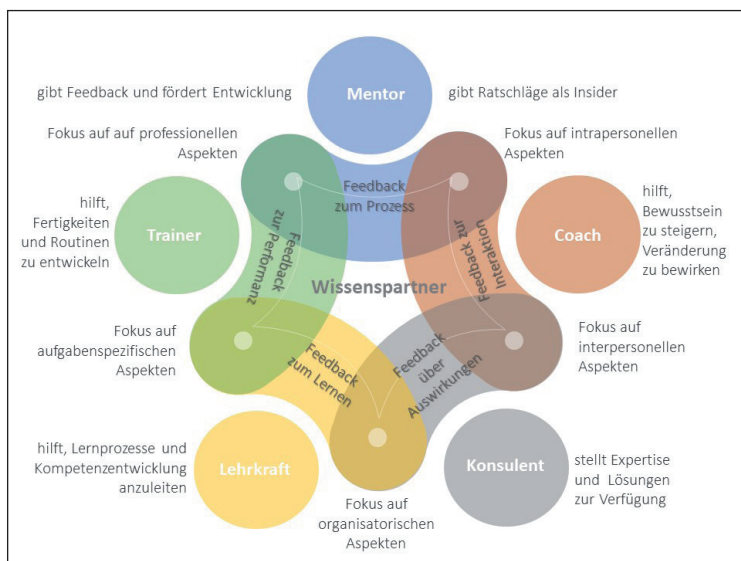 Mentor
gibt Feedback und fördert Entwicklung
gibt Ratschläge als Insider
Fokus auf auf professionellen
Aspekten
Fokus auf intrapersonellen
Aspekten
Feedback
zum Prozess
hilft,
Fertigkeiten
und Routinen
zu entwickeln
Trainer
Feedback
zur Performanz
Feedback zur
Interaktion
Coach
hilft,
Bewusstsein
zu steigern,
Veränderung
zu bewirken
Wissenspartner
Fokus auf
aufgabenspezifischen
Aspekten
Feedback
zum Lernen
Feedback
über
Auswirkungen
Fokus auf
interpersonellen
Aspekten
hilft, Lernprozesse und
Kompetenzentwicklung
anzuleiten
Lehrkraft
Konsulent
stellt Expertise
und Lösungen
zur Verfügung
Fokus auf
organisatorischen
Aspekten